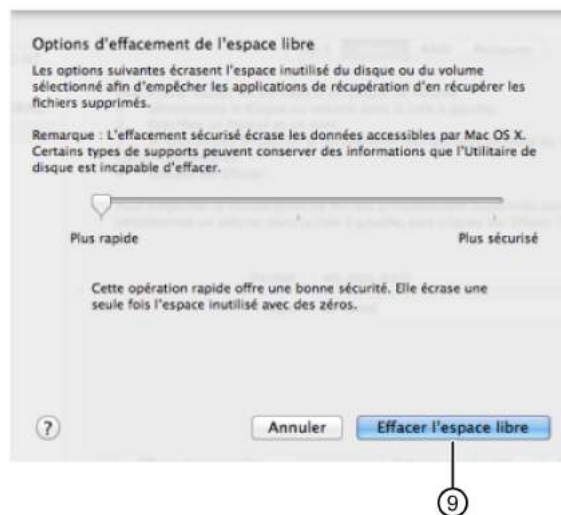 Options d'effacement de l'espace libre
Les options suivantes écrasent l'espace inutilisé du disque ou du volume
sélectionné afin d'empêcher les applications de récupération d'en récupérer les
fichiers supprimés.
Remarque : L'effacement sécurisé écrase les données accessibles par Mac OS X.
Certains types de supports peuvent conserver des informations que l'Utilitaire de
disque est incapable d'effacer.
Plus rapide
Plus sécurisé
Cette opération rapide offre une bonne sécurité. Elle écrase une
seule fois l'espace inutilisé avec des zéros.
?
Annuler
Effacer l'espace libre
9